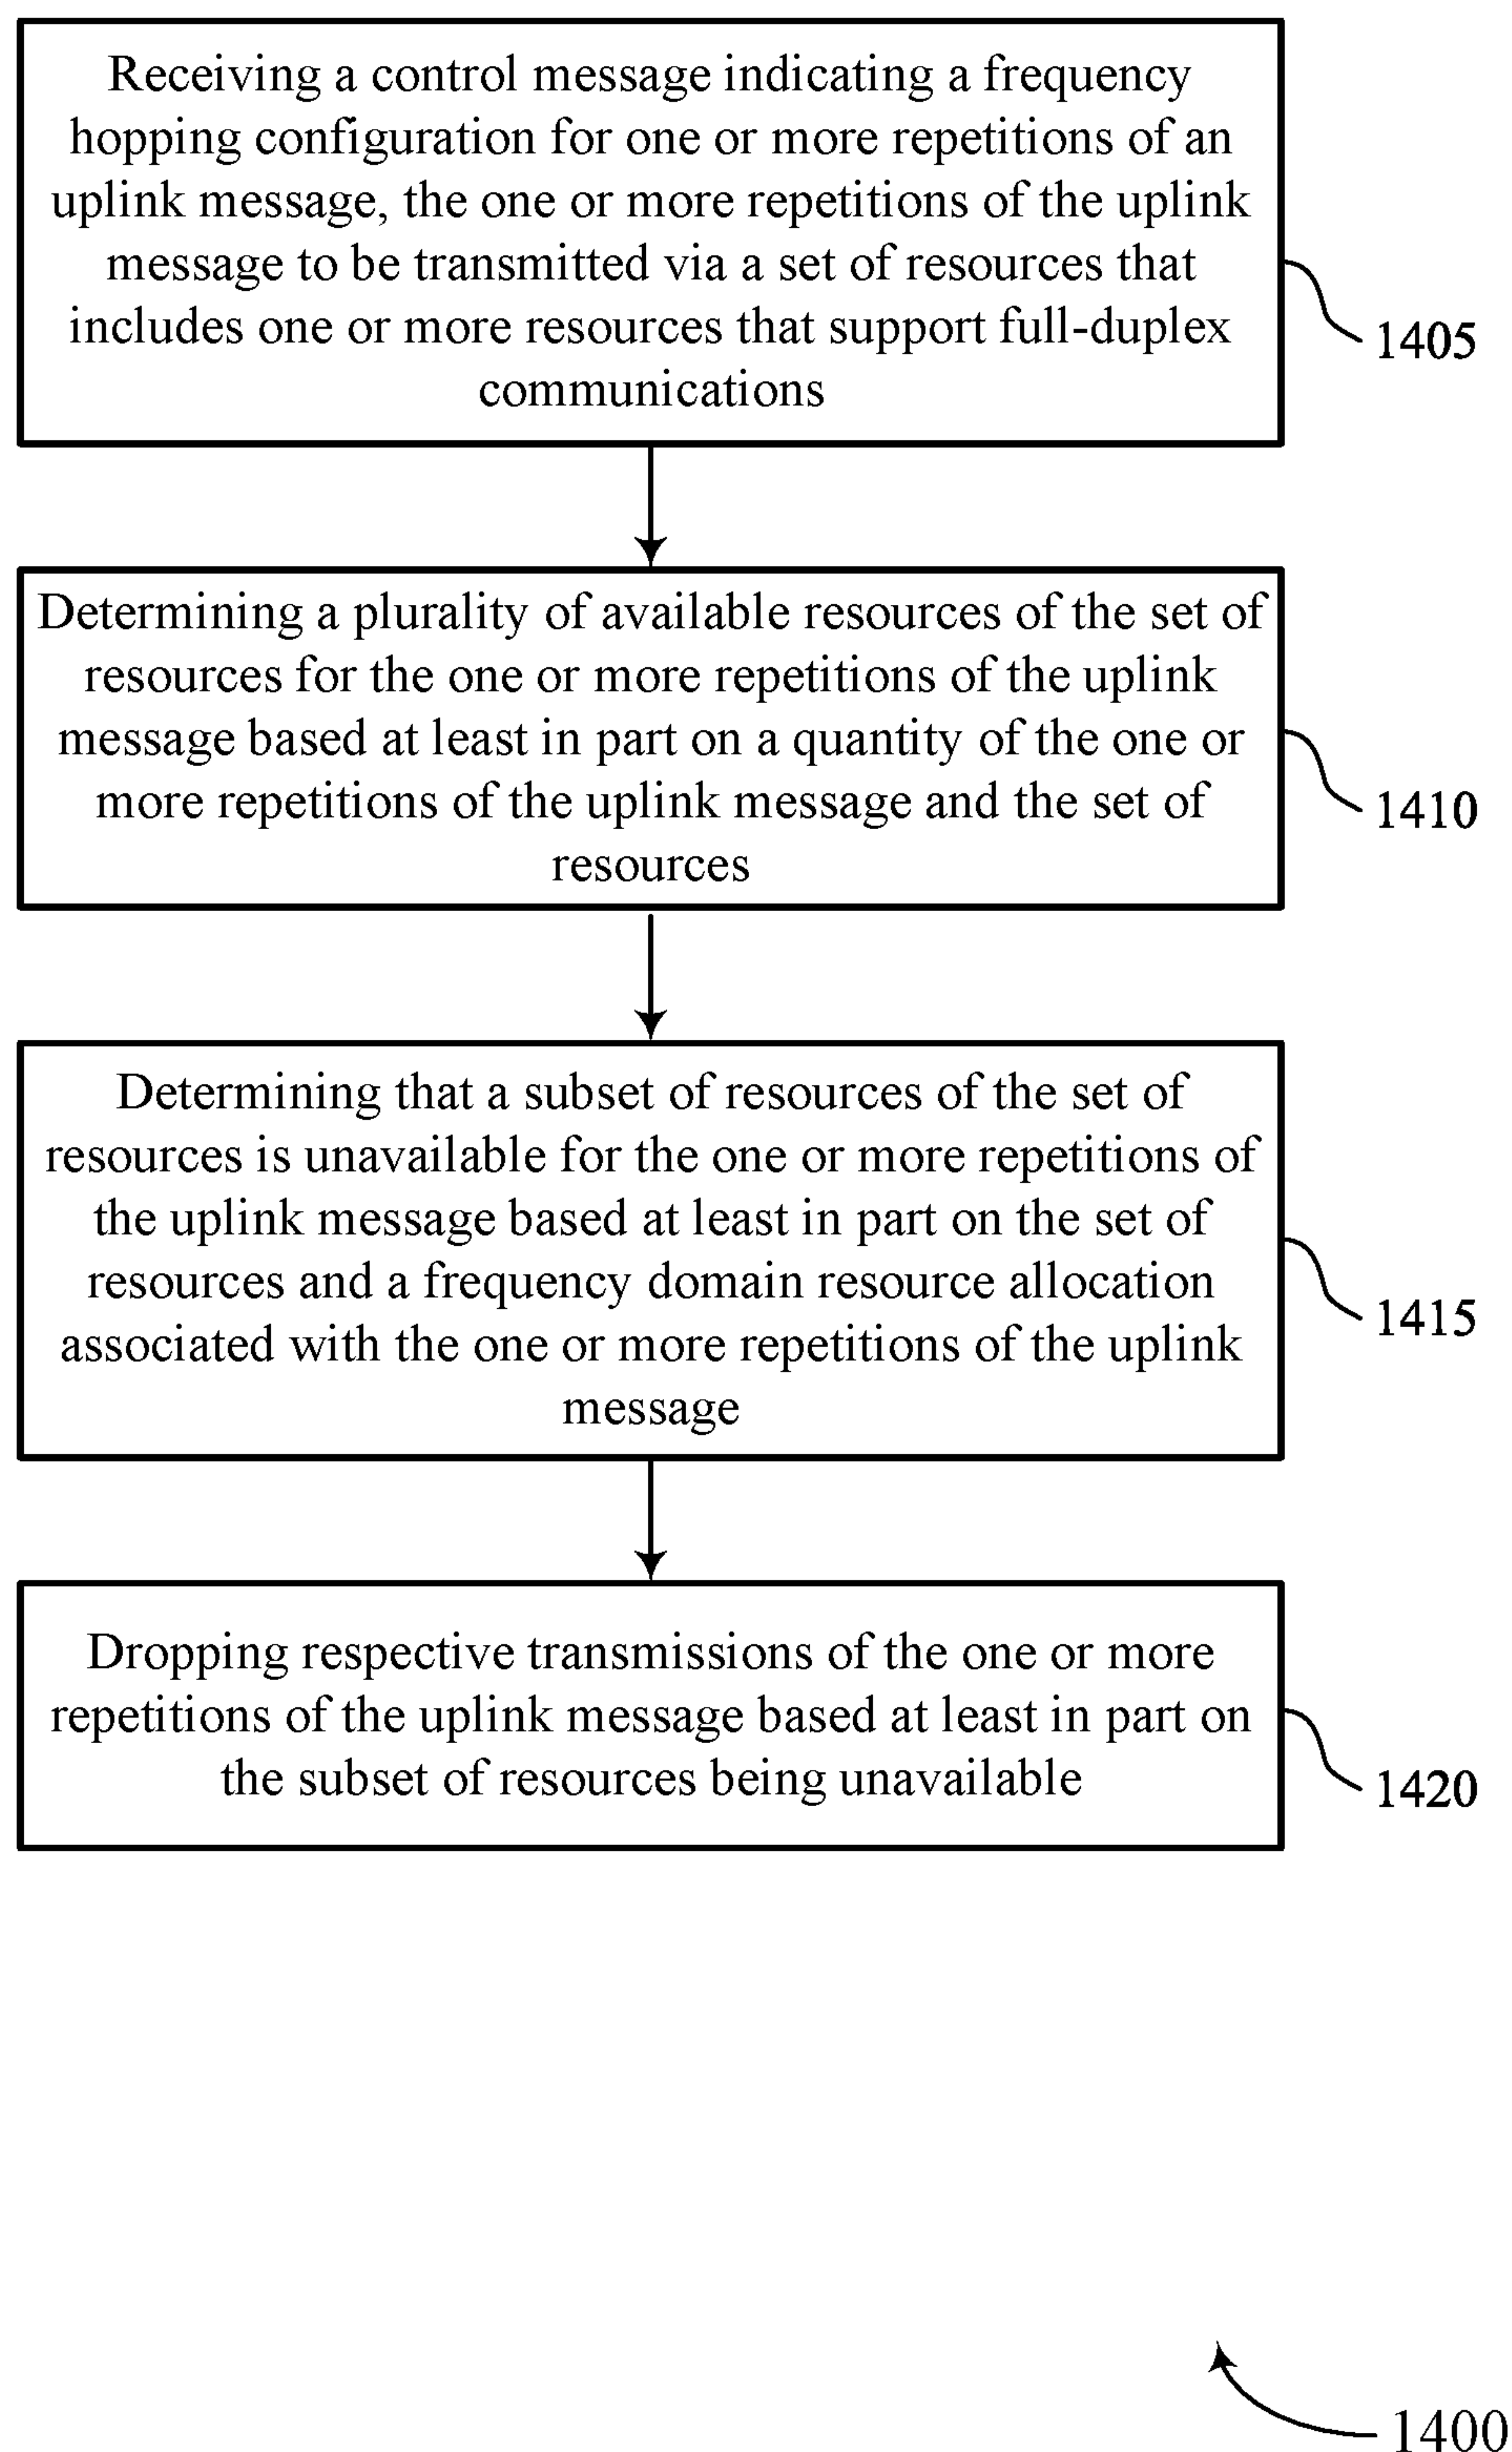 Receiving a control message indicating a frequency
hopping configuration for one or more repetitions of an
uplink message, the one or more repetitions of the uplink
message to be transmitted via a set of resources that
includes one or more resources that support full-duplex
communications
1405
Determining a plurality of available resources of the set of
resources for the one or more repetitions of the uplink
message based at least in part on a quantity of the one or
more repetitions of the uplink message and the set of
resources
1410
Determining that a subset of resources of the set of
resources is unavailable for the one or more repetitions of
the uplink message based at least in part on the set of
resources and a frequency domain resource allocation
associated with the one or more repetitions of the uplink
message
1415
Dropping respective transmissions of the one or more
repetitions of the uplink message based at least in part on
the subset of resources being unavailable
1420
1400